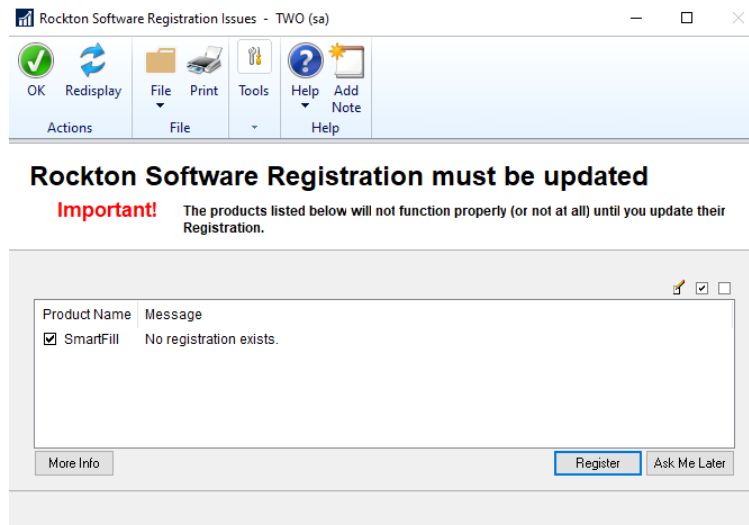 Rockton Software Registration Issues - TWO (sa)
OK Redisplay File Print Tools Help Add Note
Actions File Help
Rockton Software Registration must be updated
Important! The products listed below will not function properly (or not at all) until you update their
Registration.
Product Name Message
SmartFill No registration exists.
More Info Register Ask Me Later